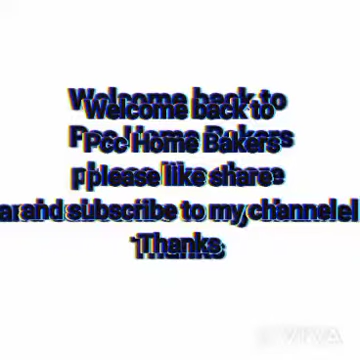 Welcome back to
Pcc Home Bakers
please like share
and subscribe to my channel
Thanks
VIVA